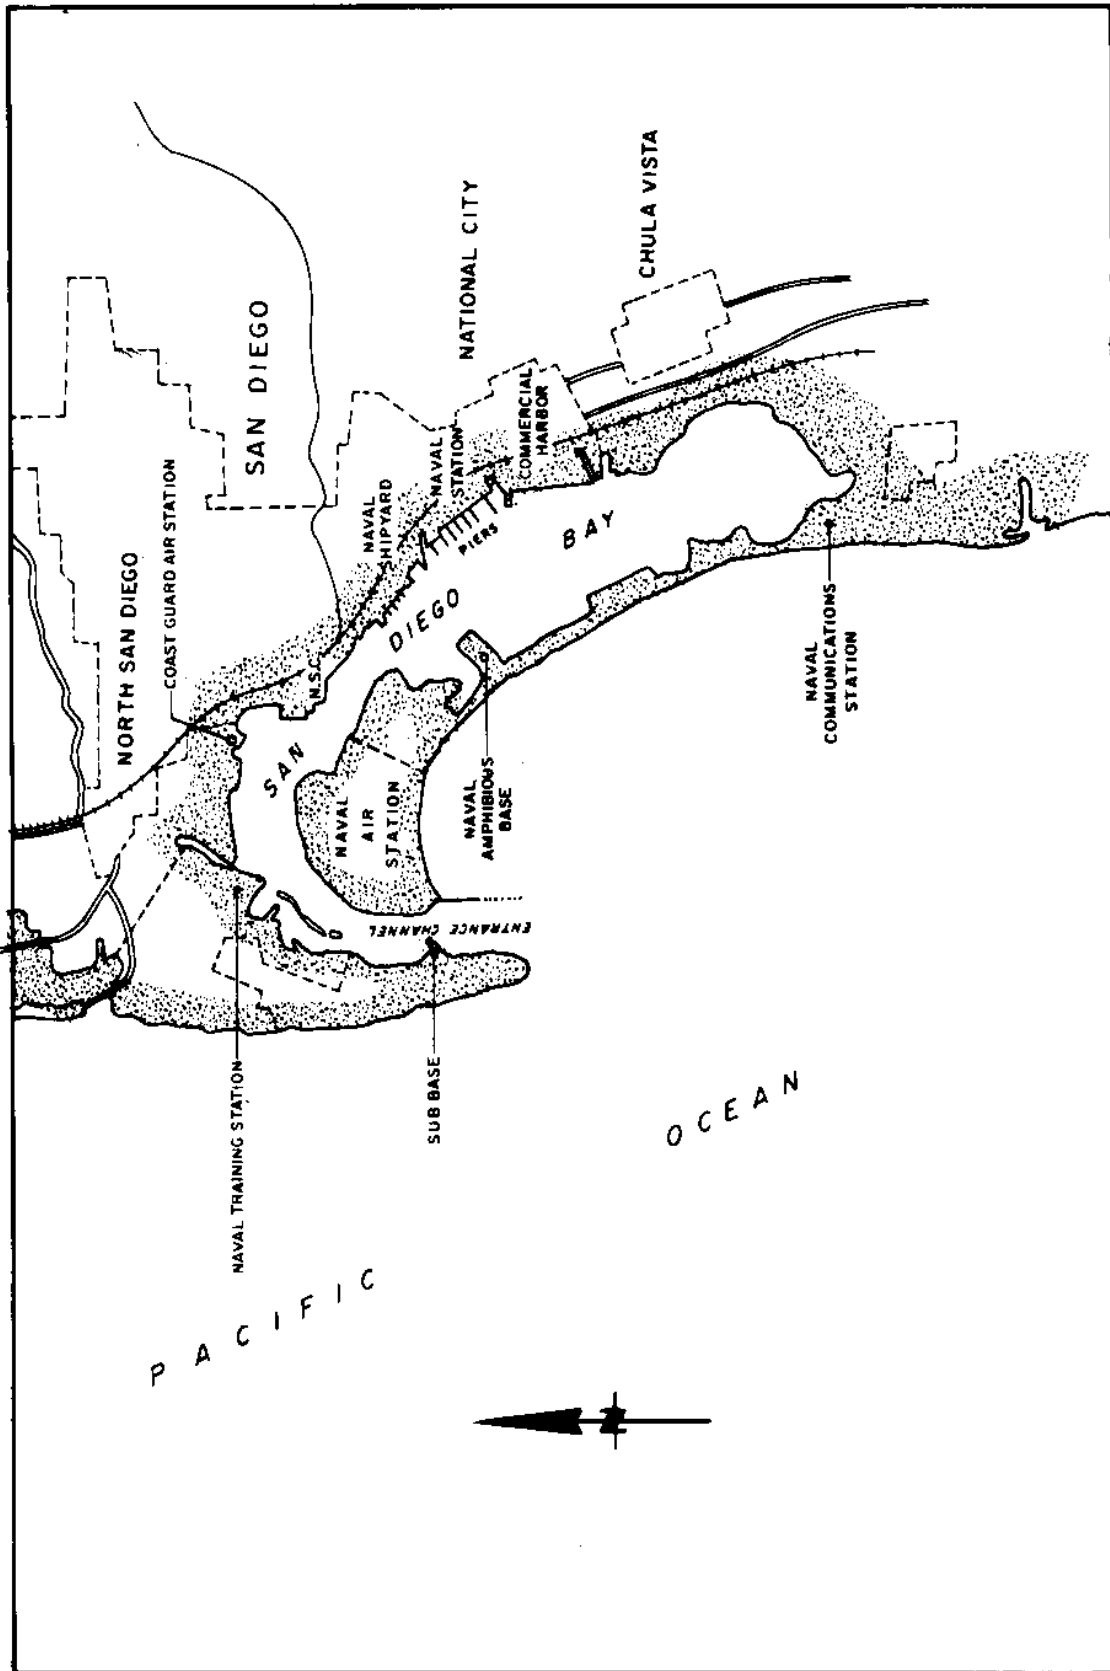 NORTH SAN DIEGO
COAST GUARD AIR STATION
SAN DIEGO
NATIONAL CITY
CHULA VISTA
NAVAL
SHIPYARD
NAVAL
STATION
COMMERCIAL
HARBOR
PIERS
N.S.C.
SAN DIEGO BAY
NAVAL
AIR
STATION
NAVAL
AMPHIBIOUS
BASE
NAVAL
COMMUNICATIONS
STATION
ENTRANCE CHANNEL
NAVAL TRAINING STATION
SUB BASE
PACIFIC OCEAN
N